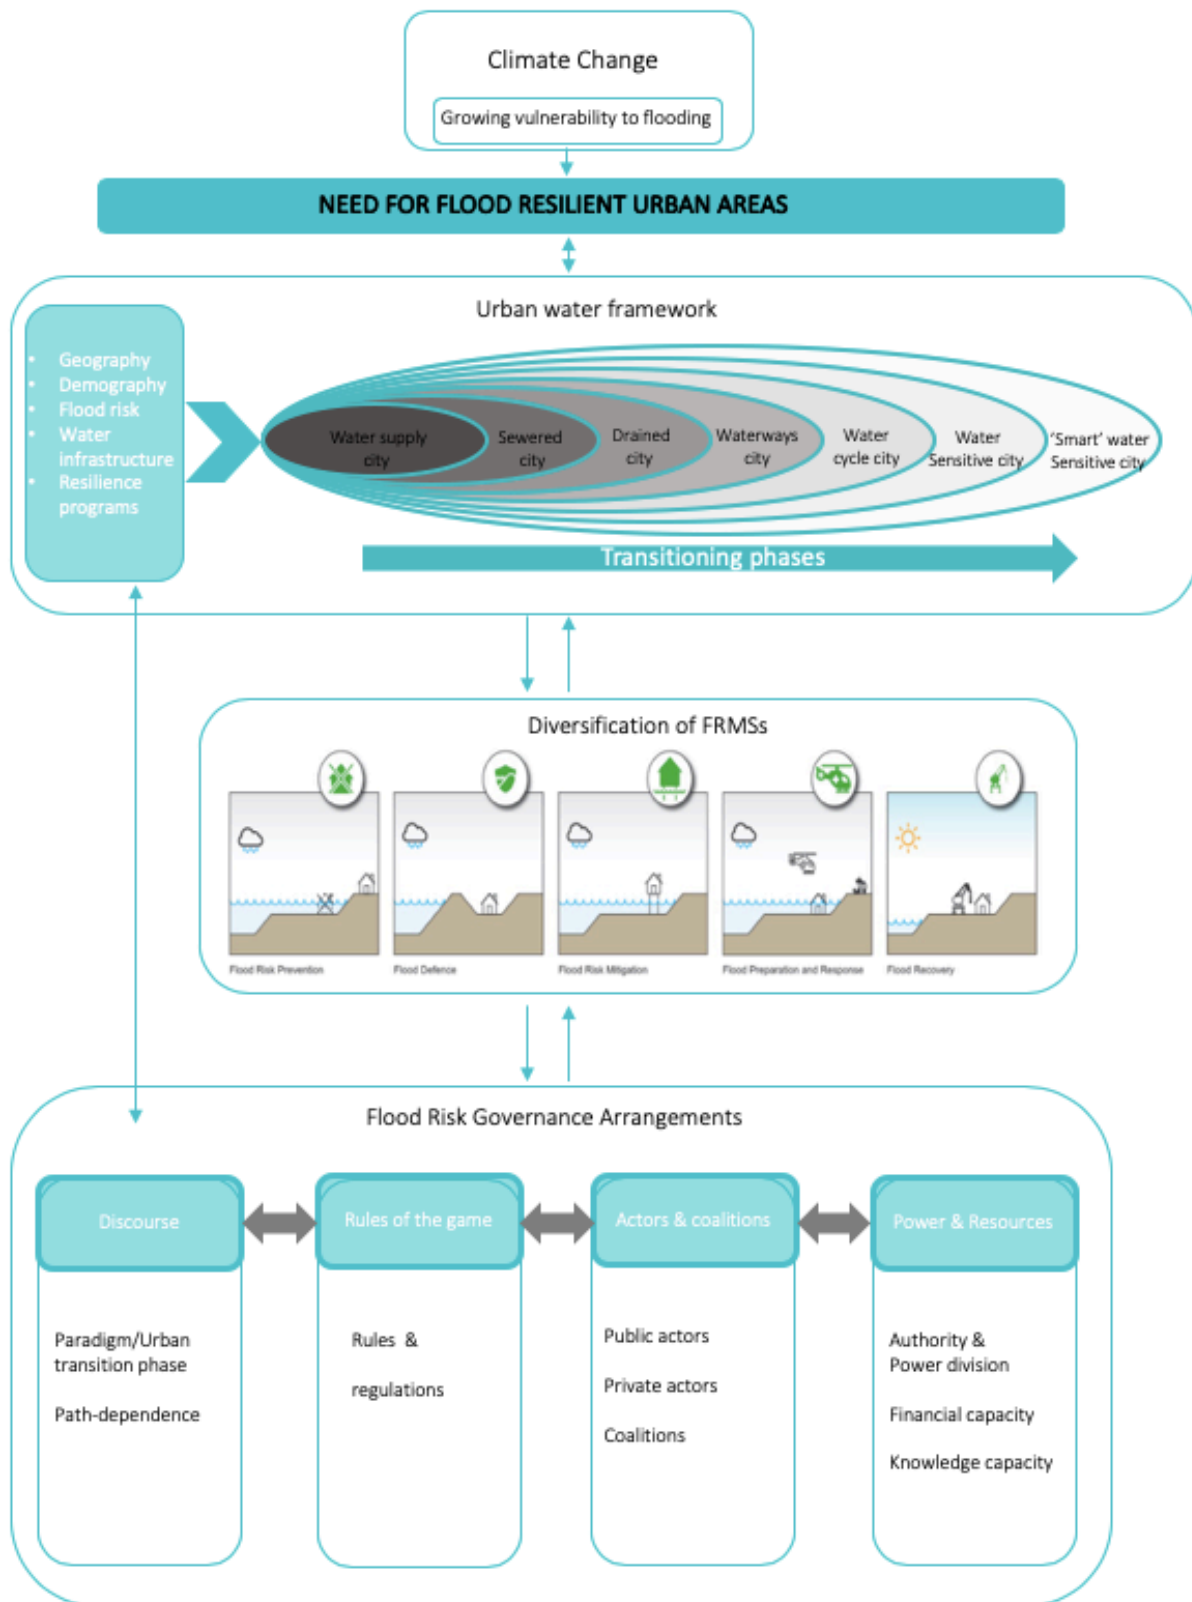 Climate Change
Growing vulnerability to flooding
NEED FOR FLOOD RESILIENT URBAN AREAS
Urban water framework
• Geography
• Demography
• Flood risk
• Water
infrastructure
• Resilience
programs
Water supply
city
Sewered
city
Drained
city
Waterways
city
Water
cycle city
Water
Sensitive city
'Smart' water
Sensitive city
Transitioning phases
Diversification of FRMSs
Flood Risk Prevention
Flood Defence
Flood Risk Mitigation
Flood Preparation and Response
Flood Recovery
Flood Risk Governance Arrangements
Discourse
Paradigm/Urban
transition phase
Path-dependence
Rules of the game
Rules &
regulations
Actors & coalitions
Public actors
Private actors
Coalitions
Power & Resources
Authority &
Power division
Financial capacity
Knowledge capacity